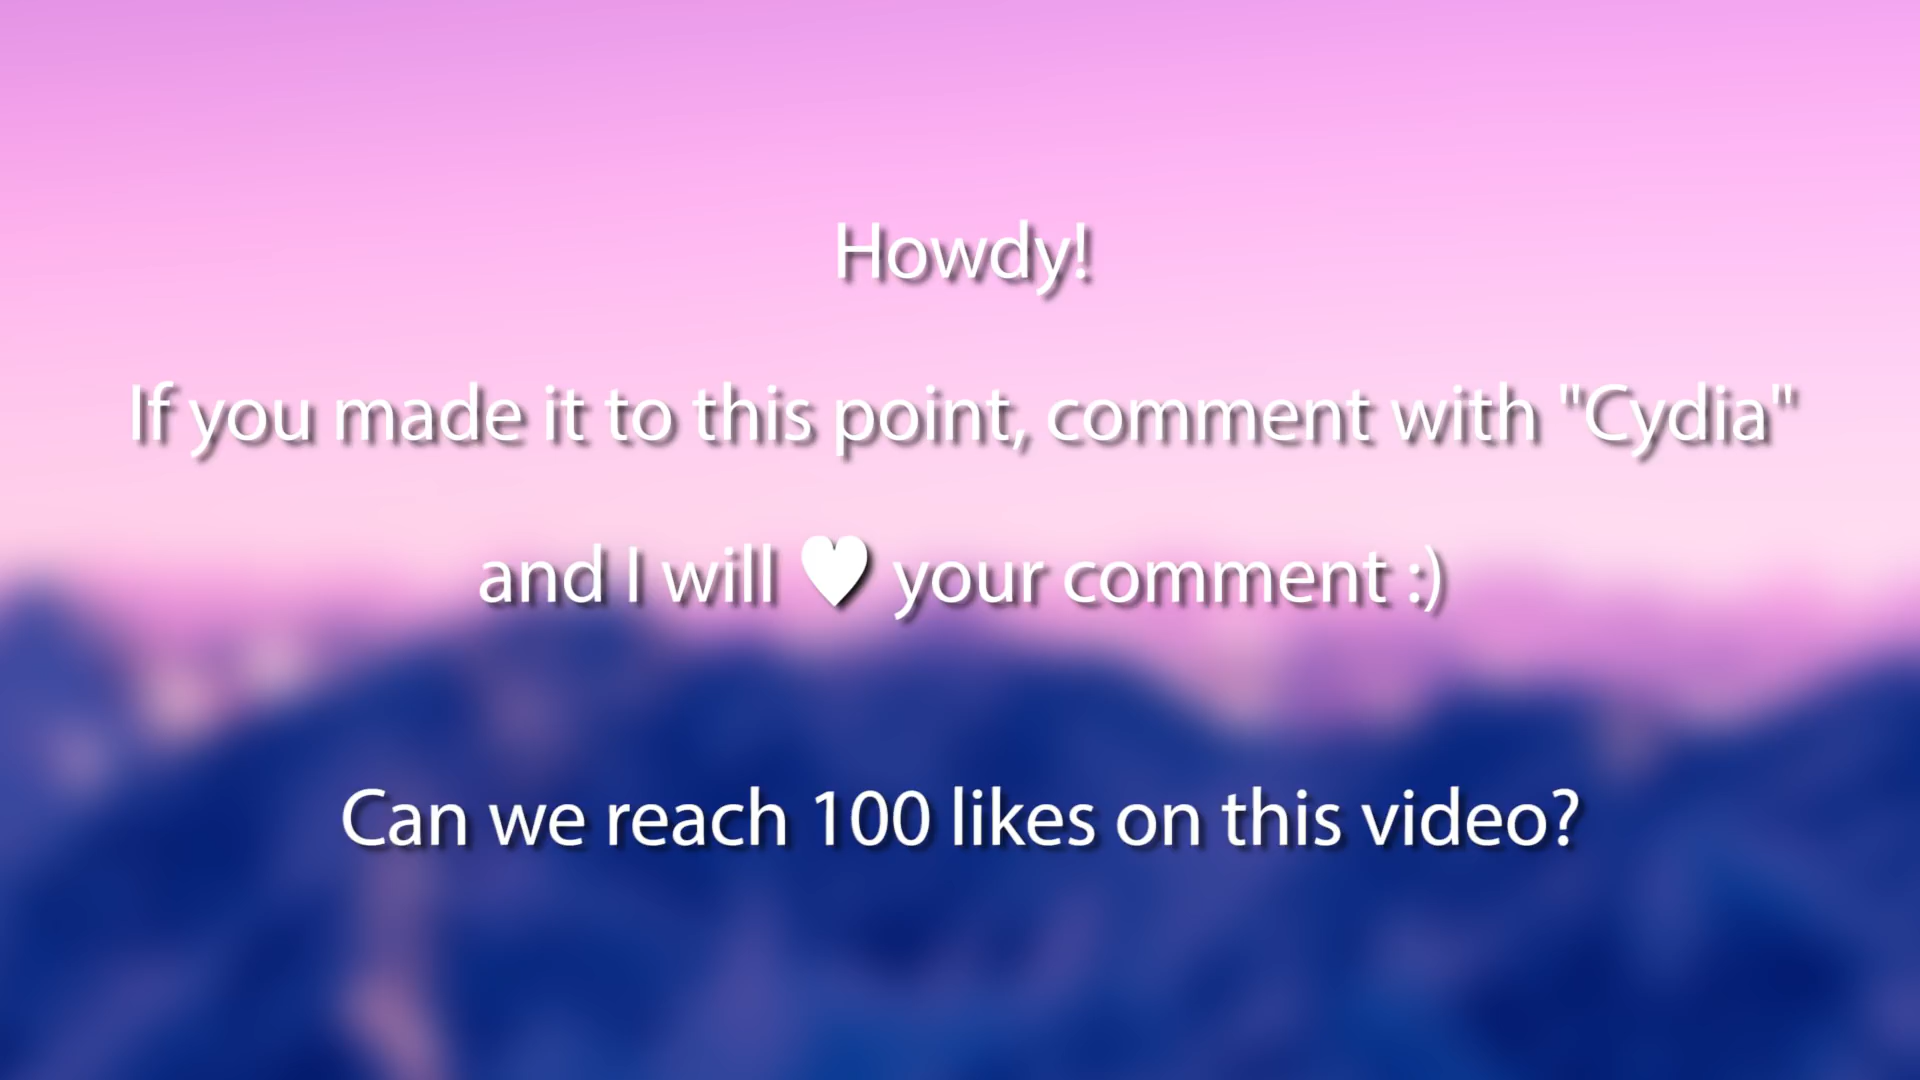 Howdy!
If you made it to this point, comment with "Cydia"
and I will ♥ your comment :)
Can we reach 100 likes on this video?